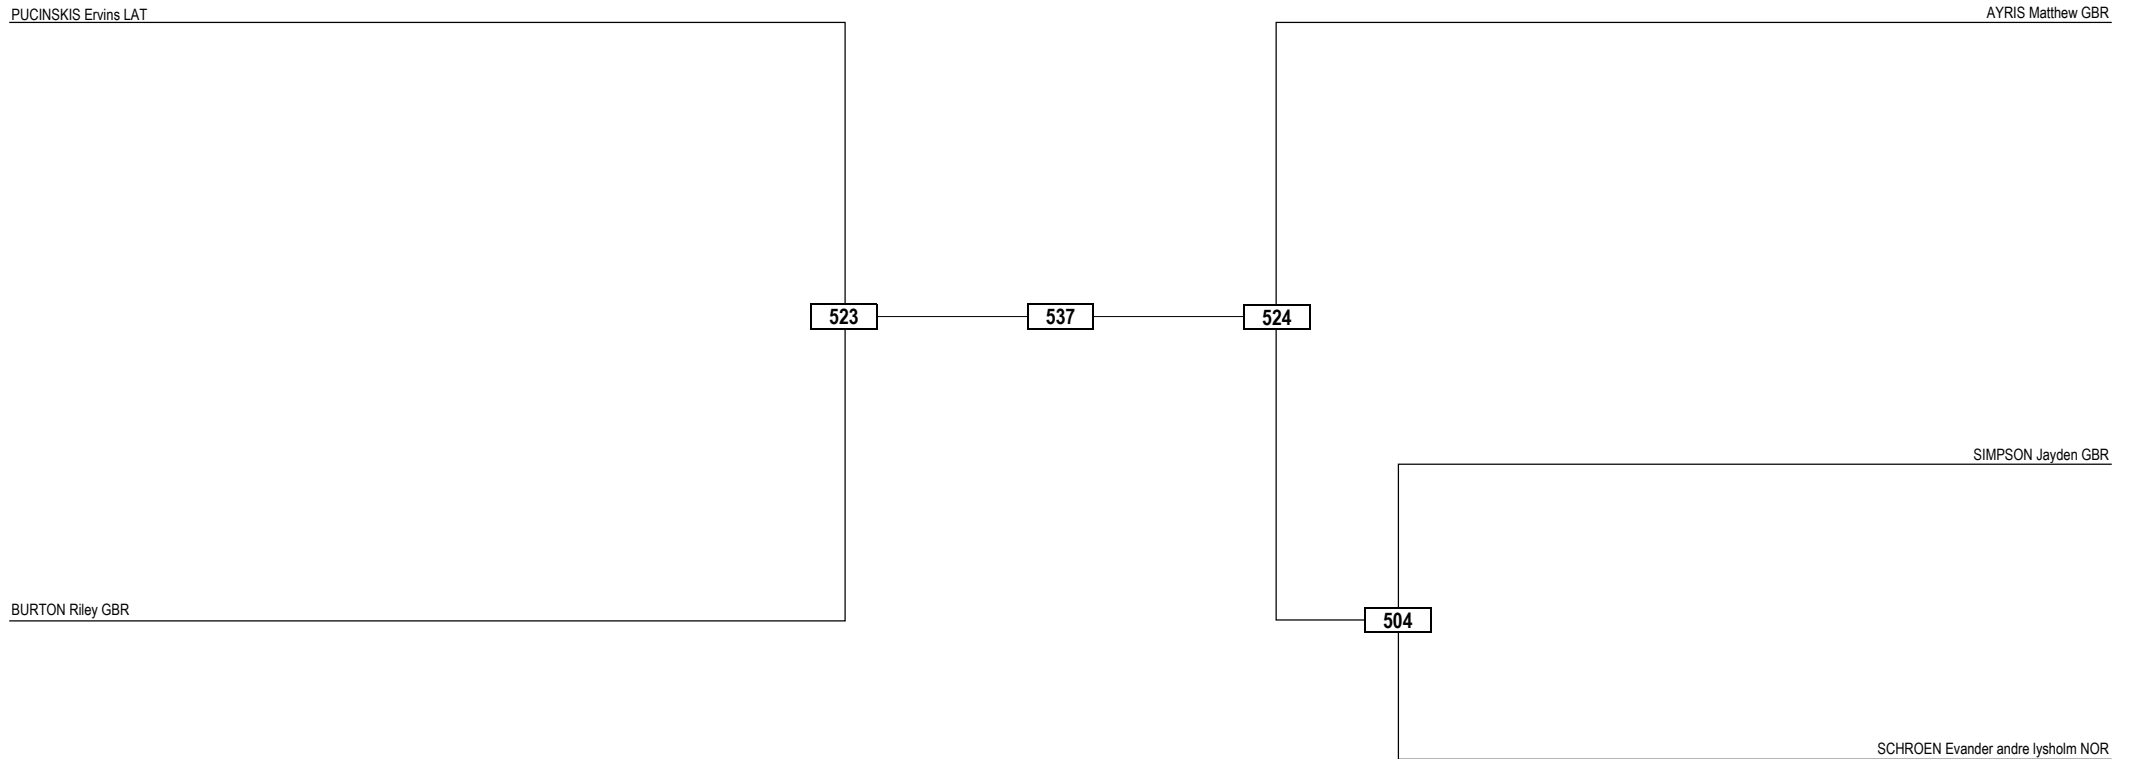 PUCINSKIS Ervins LAT
AYRIS Matthew GBR
523
537
524
SIMPSON Jayden GBR
BURTON Riley GBR
504
SCHROEN Evander andre lysholm NOR